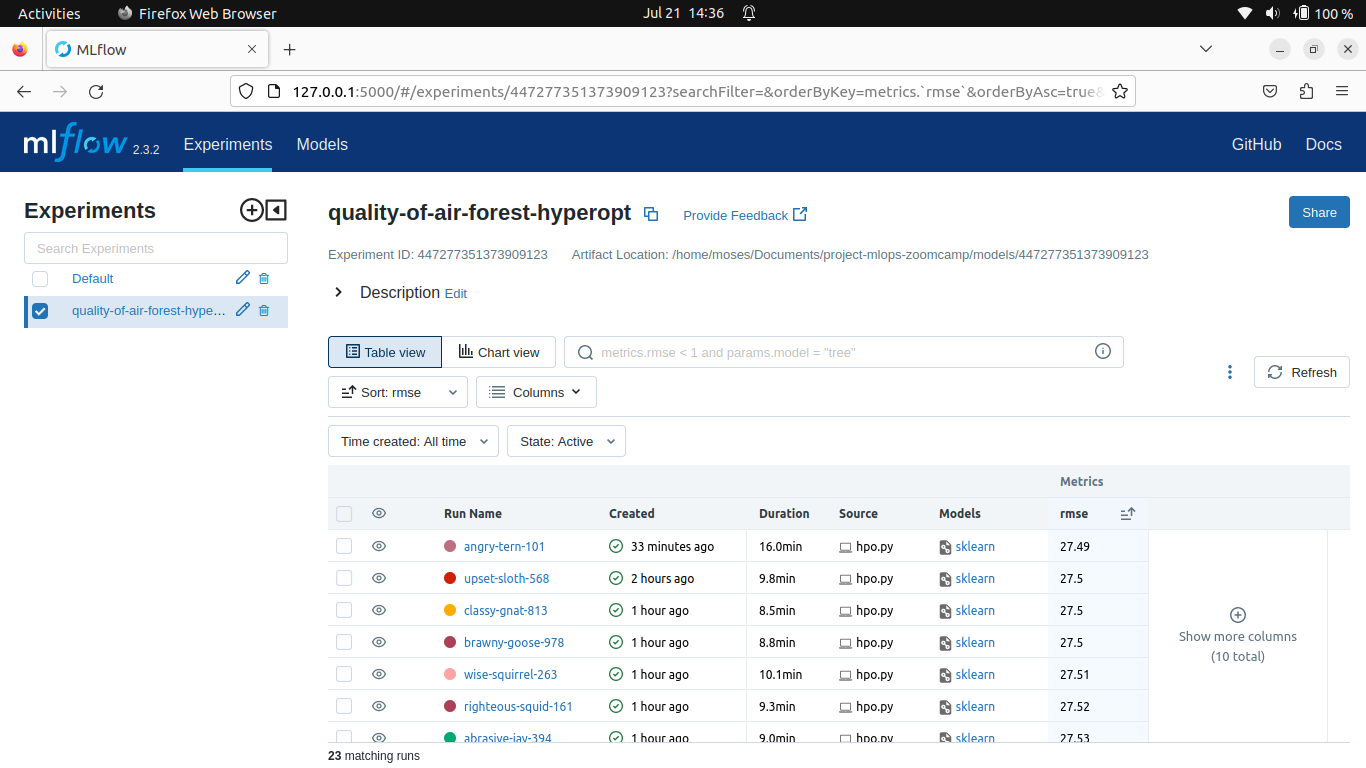 Activities Firefox Web Browser Jul 21 14:36 100 %
MLflow
127.0.0.1:5000/#/experiments/447277351373909123?searchFilter=&orderByKey=metrics.`rmse`&orderByAsc=true&
mlflow 2.3.2 Experiments Models GitHub Docs
Experiments
Search Experiments
Default
quality-of-air-forest-hype...
quality-of-air-forest-hyperopt Provide Feedback Share
Experiment ID: 447277351373909123 Artifact Location: /home/moses/Documents/project-mlops-zoomcamp/models/447277351373909123
Description Edit
Table view Chart view metrics.rmse < 1 and params.model = "tree"
Refresh
Sort: rmse Columns
Time created: All time State: Active
Metrics
Run Name Created Duration Source Models rmse
angry-tern-101 33 minutes ago 16.0min hpo.py sklearn 27.49
upset-sloth-568 2 hours ago 9.8min hpo.py sklearn 27.5
classy-gnat-813 1 hour ago 8.5min hpo.py sklearn 27.5
brawny-goose-978 1 hour ago 8.8min hpo.py sklearn 27.5
wise-squirrel-263 1 hour ago 10.1min hpo.py sklearn 27.51
righteous-squid-161 1 hour ago 9.3min hpo.py sklearn 27.52
abrasive-jay-394 1 hour ago 9.0min hpo.py sklearn 27.53
Show more columns
(10 total)
23 matching runs